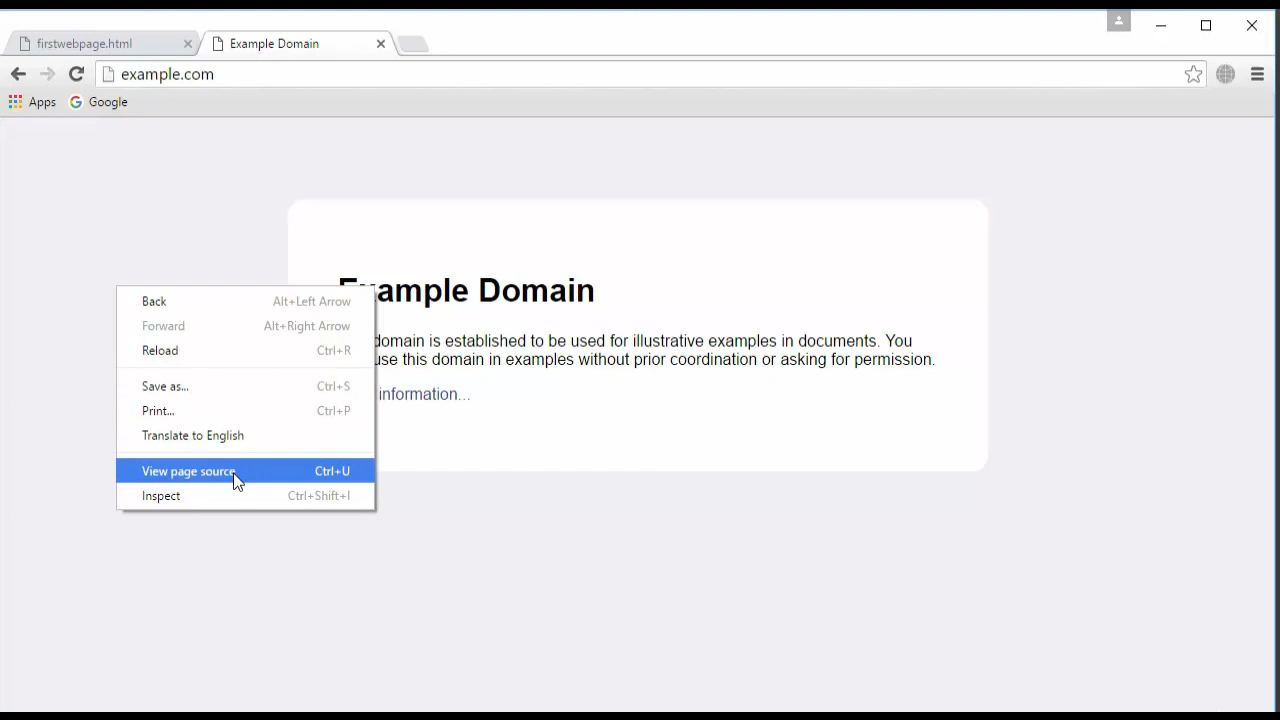 firstwebpage.html
Example Domain
example.com
Apps
Google
Example Domain
domain is established to be used for illustrative examples in documents. You
use this domain in examples without prior coordination or asking for permission.
information...
Back Alt+Left Arrow
Forward Alt+Right Arrow
Reload Ctrl+R
Save as... Ctrl+S
Print... Ctrl+P
Translate to English
View page source Ctrl+U
Inspect Ctrl+Shift+I